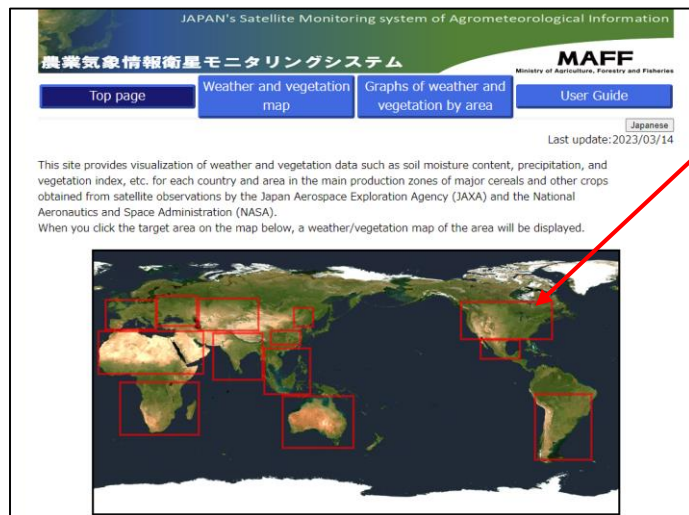 JAPAN's Satellite Monitoring system of Agrometeorological Information
農業気象情報衛星モニタリングシステム
MAFF
Ministry of Agriculture, Forestry and Fisheries
Top page
Weather and vegetation
map
Graphs of weather and
vegetation by area
User Guide
Japanese
Last update:2023/03/14
This site provides visualization of weather and vegetation data such as soil moisture content, precipitation, and
vegetation index, etc. for each country and area in the main production zones of major cereals and other crops
obtained from satellite observations by the Japan Aerospace Exploration Agency (JAXA) and the National
Aeronautics and Space Administration (NASA).
When you click the target area on the map below, a weather/vegetation map of the area will be displayed.